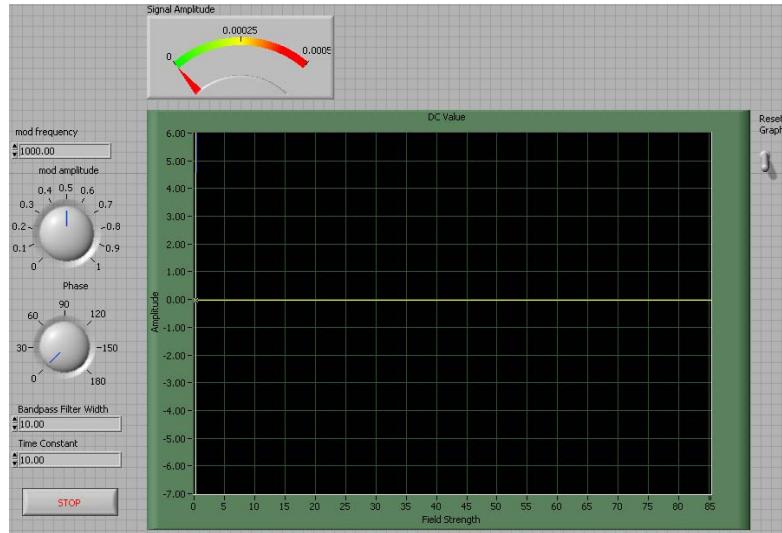 Signal Amplitude
0 0.00025 0.0005
DC Value
Reset
Graph
mod frequency
1000.00
mod amplitude
0 0.1 0.2 0.3 0.4 0.5 0.6 0.7 0.8 0.9 1
Phase
0 30 60 90 120 150 180
Bandpass Filter Width
10.00
Time Constant
10.00
STOP
Amplitude
6.00
5.00
4.00
3.00
2.00
1.00
0.00
-1.00
-2.00
-3.00
-4.00
-5.00
-6.00
-7.00
0 5 10 15 20 25 30 35 40 45 50 55 60 65 70 75 80 85
Field Strength